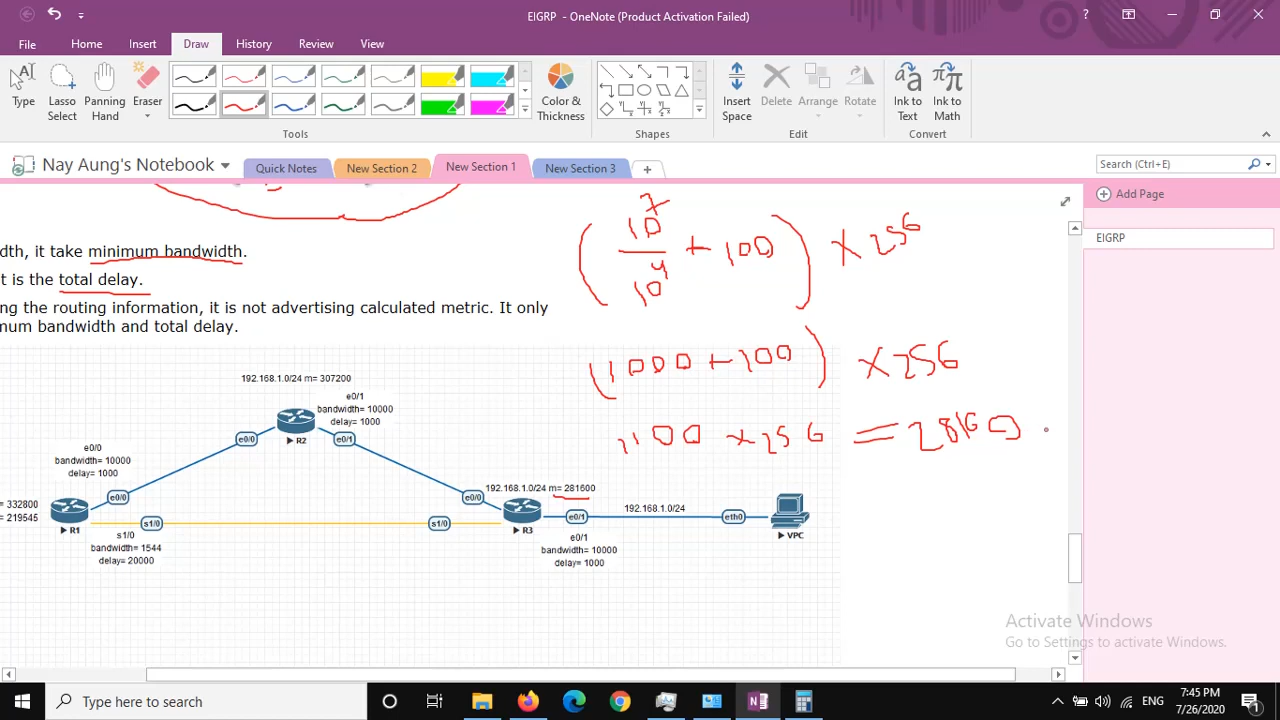 EIGRP - OneNote (Product Activation Failed)
?
File Home Insert Draw History Review View
Type
Lasso Select
Panning Hand
Eraser
Color & Thickness
Insert Space
Delete
Arrange
Rotate
Ink to Text
Ink to Math
Tools
Shapes
Edit
Convert
Nay Aung's Notebook
Quick Notes
New Section 2
New Section 1
New Section 3
Search (Ctrl+E)
Add Page
EIGRP
width, it take minimum bandwidth.
t is the total delay.
ng the routing information, it is not advertising calculated metric. It only
mum bandwidth and total delay.
( 10^7 / 10^4 + 100 ) × 256
(1000 + 100) × 256
1100 × 256 = 28160
192.168.1.0/24 m= 307200
e0/1
bandwidth= 10000
delay= 1000
R2
e0/0
e0/1
e0/0
bandwidth= 10000
delay= 1000
e0/0
e0/0
192.168.1.0/24 m= 281600
= 332800
= 219545
R1
s1/0
s1/0
R3
e0/1
192.168.1.0/24
eth0
VPC
s1/0
bandwidth= 1544
delay= 20000
e0/1
bandwidth= 10000
delay= 1000
Activate Windows
Go to Settings to activate Windows.
Type here to search
ENG
7:45 PM
7/26/2020
1